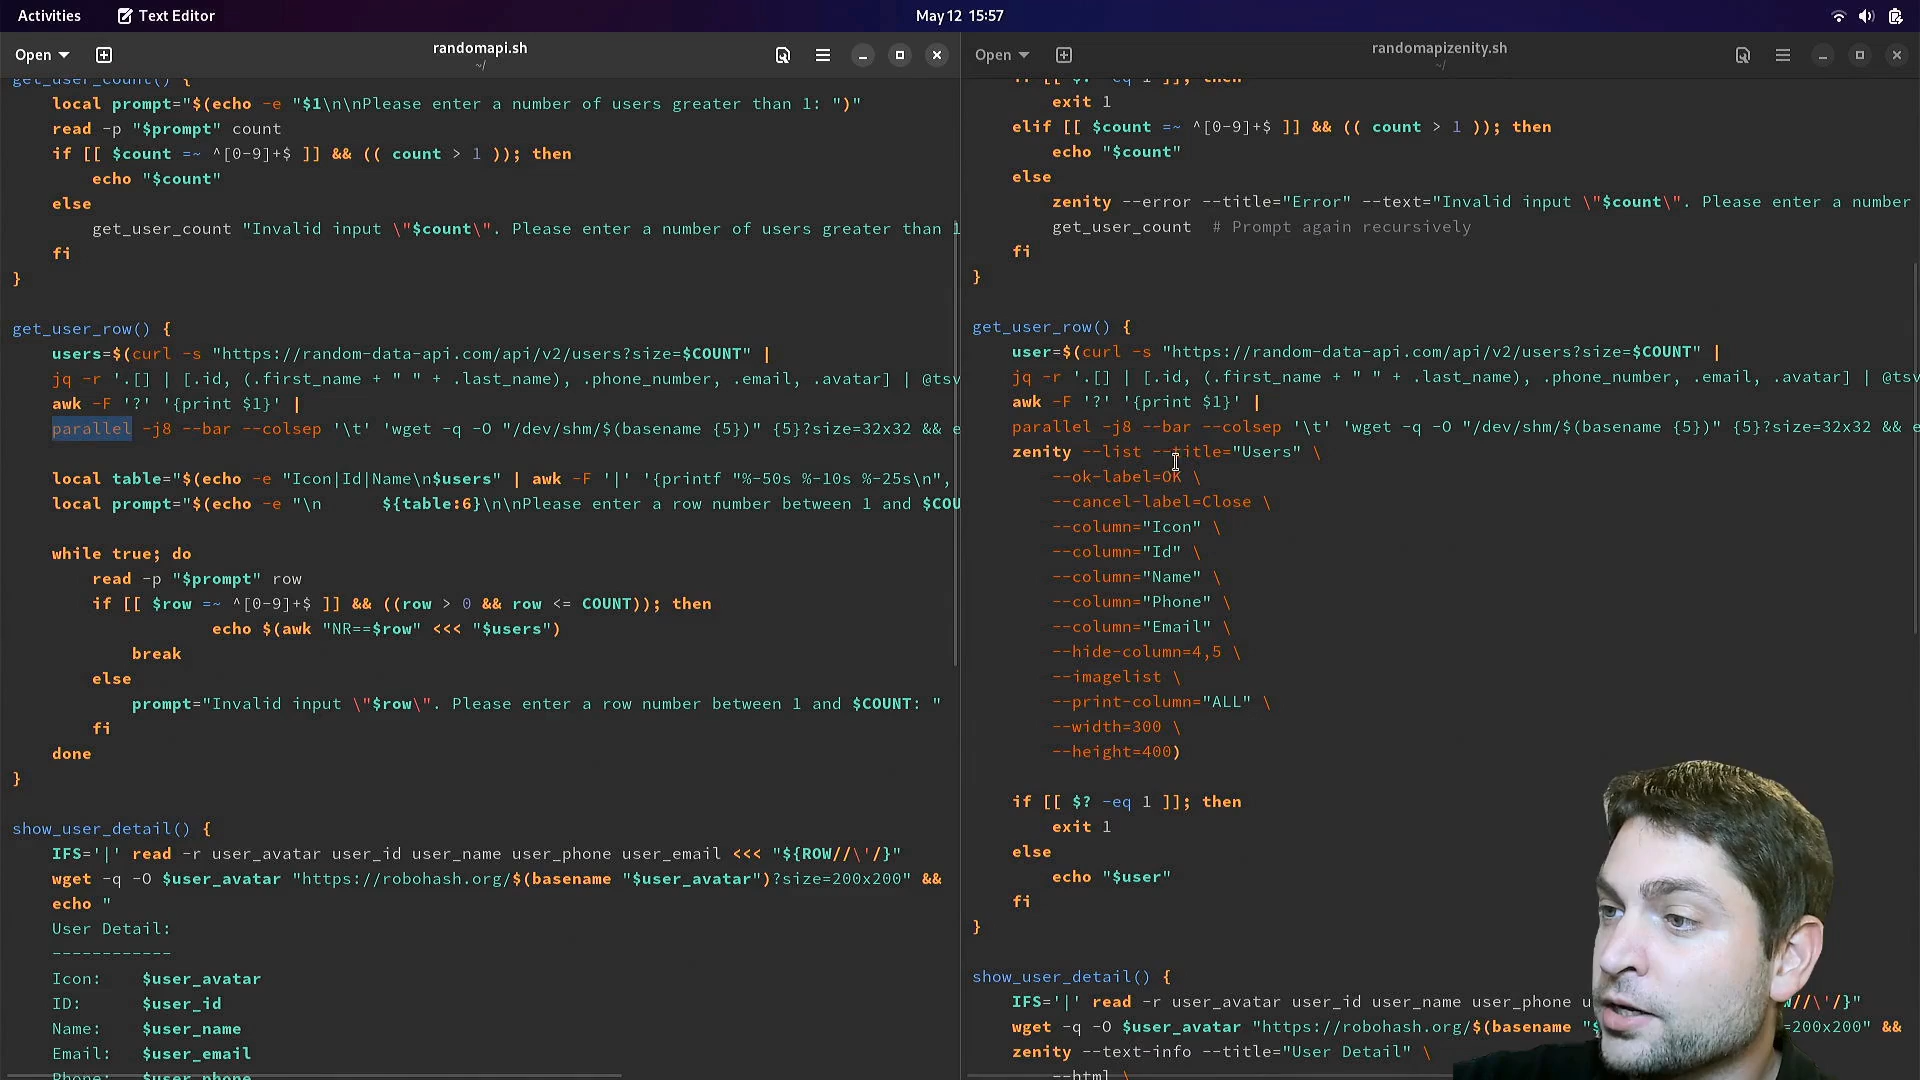 Activities
Text Editor
May 12 15:57
Open
randomapi.sh
~/
get_user_count() {
    local prompt="$(echo -e "$1\n\nPlease enter a number of users greater than 1: ")"
    read -p "$prompt" count
    if [[ $count =~ ^[0-9]+$ ]] && (( count > 1 )); then
        echo "$count"
    else
        get_user_count "Invalid input \"$count\". Please enter a number of users greater than 1
    fi
}
get_user_row() {
    users=$(curl -s "https://random-data-api.com/api/v2/users?size=$COUNT" |
    jq -r '.[] | [.id, (.first_name + " " + .last_name), .phone_number, .email, .avatar] | @tsv
    awk -F '?' '{print $1}' |
    parallel -j8 --bar --colsep '\t' 'wget -q -O "/dev/shm/$(basename {5})" {5}?size=32x32 && e
    local table="$(echo -e "Icon|Id|Name\n$users" | awk -F '|' '{printf "%-50s %-10s %-25s\n",
    local prompt="$(echo -e "\n      ${table:6}\n\nPlease enter a row number between 1 and $COU
    while true; do
        read -p "$prompt" row
        if [[ $row =~ ^[0-9]+$ ]] && ((row > 0 && row <= COUNT)); then
                    echo $(awk "NR==$row" <<< "$users")
            break
        else
            prompt="Invalid input \"$row\". Please enter a row number between 1 and $COUNT: "
        fi
    done
}
show_user_detail() {
    IFS='|' read -r user_avatar user_id user_name user_phone user_email <<< "${ROW//\'/}"
    wget -q -O $user_avatar "https://robohash.org/$(basename "$user_avatar")?size=200x200" &&
    echo "
    User Detail:
    ------------
    Icon:    $user_avatar
    ID:      $user_id
    Name:    $user_name
    Email:   $user_email
    Phone:   $user_phone
Open
randomapizenity.sh
~/
    if [[ $? -eq 1 ]]; then
        exit 1
    elif [[ $count =~ ^[0-9]+$ ]] && (( count > 1 )); then
        echo "$count"
    else
        zenity --error --title="Error" --text="Invalid input \"$count\". Please enter a number
        get_user_count  # Prompt again recursively
    fi
}
get_user_row() {
    user=$(curl -s "https://random-data-api.com/api/v2/users?size=$COUNT" |
    jq -r '.[] | [.id, (.first_name + " " + .last_name), .phone_number, .email, .avatar] | @tsv
    awk -F '?' '{print $1}' |
    parallel -j8 --bar --colsep '\t' 'wget -q -O "/dev/shm/$(basename {5})" {5}?size=32x32 && e
    zenity --list --title="Users" \
        --ok-label=OK \
        --cancel-label=Close \
        --column="Icon" \
        --column="Id" \
        --column="Name" \
        --column="Phone" \
        --column="Email" \
        --hide-column=4,5 \
        --imagelist \
        --print-column="ALL" \
        --width=300 \
        --height=400)
    if [[ $? -eq 1 ]]; then
        exit 1
    else
        echo "$user"
    fi
}
show_user_detail() {
    IFS='|' read -r user_avatar user_id user_name user_phone u
//\'/}"
    wget -q -O $user_avatar "https://robohash.org/$(basename "$
=200x200" &&
    zenity --text-info --title="User Detail" \
        --html \